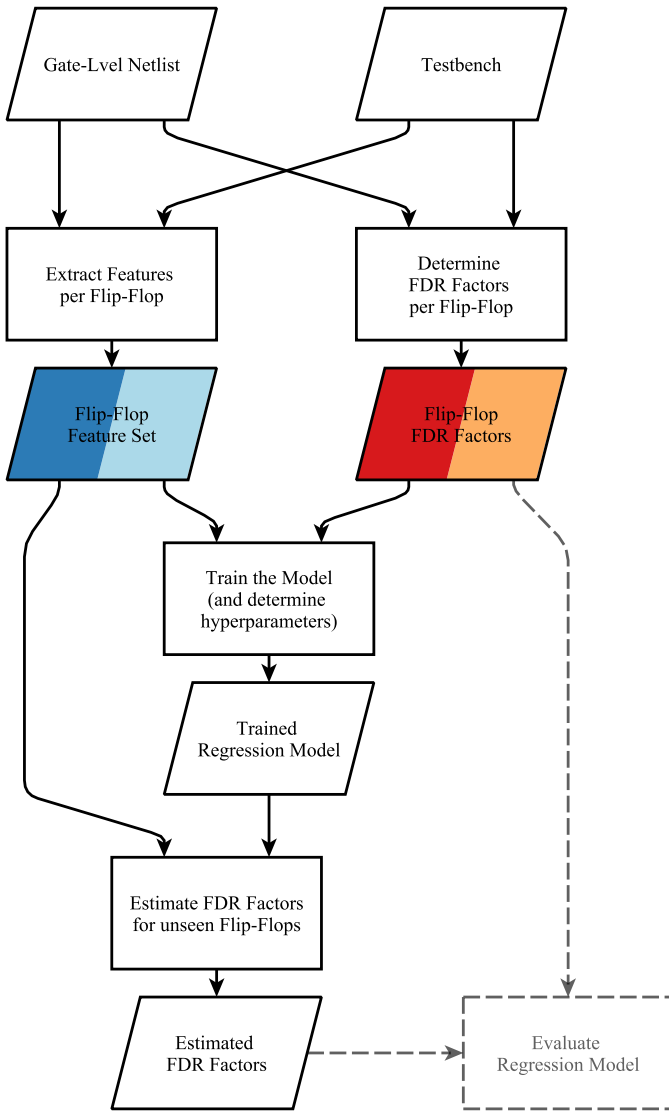 Gate-Lvel Netlist
Testbench
Extract Features
per Flip-Flop
Determine
FDR Factors
per Flip-Flop
Flip-Flop
Feature Set
Flip-Flop
FDR Factors
Train the Model
(and determine
hyperparameters)
Trained
Regression Model
Estimate FDR Factors
for unseen Flip-Flops
Estimated
FDR Factors
Evaluate
Regression Model